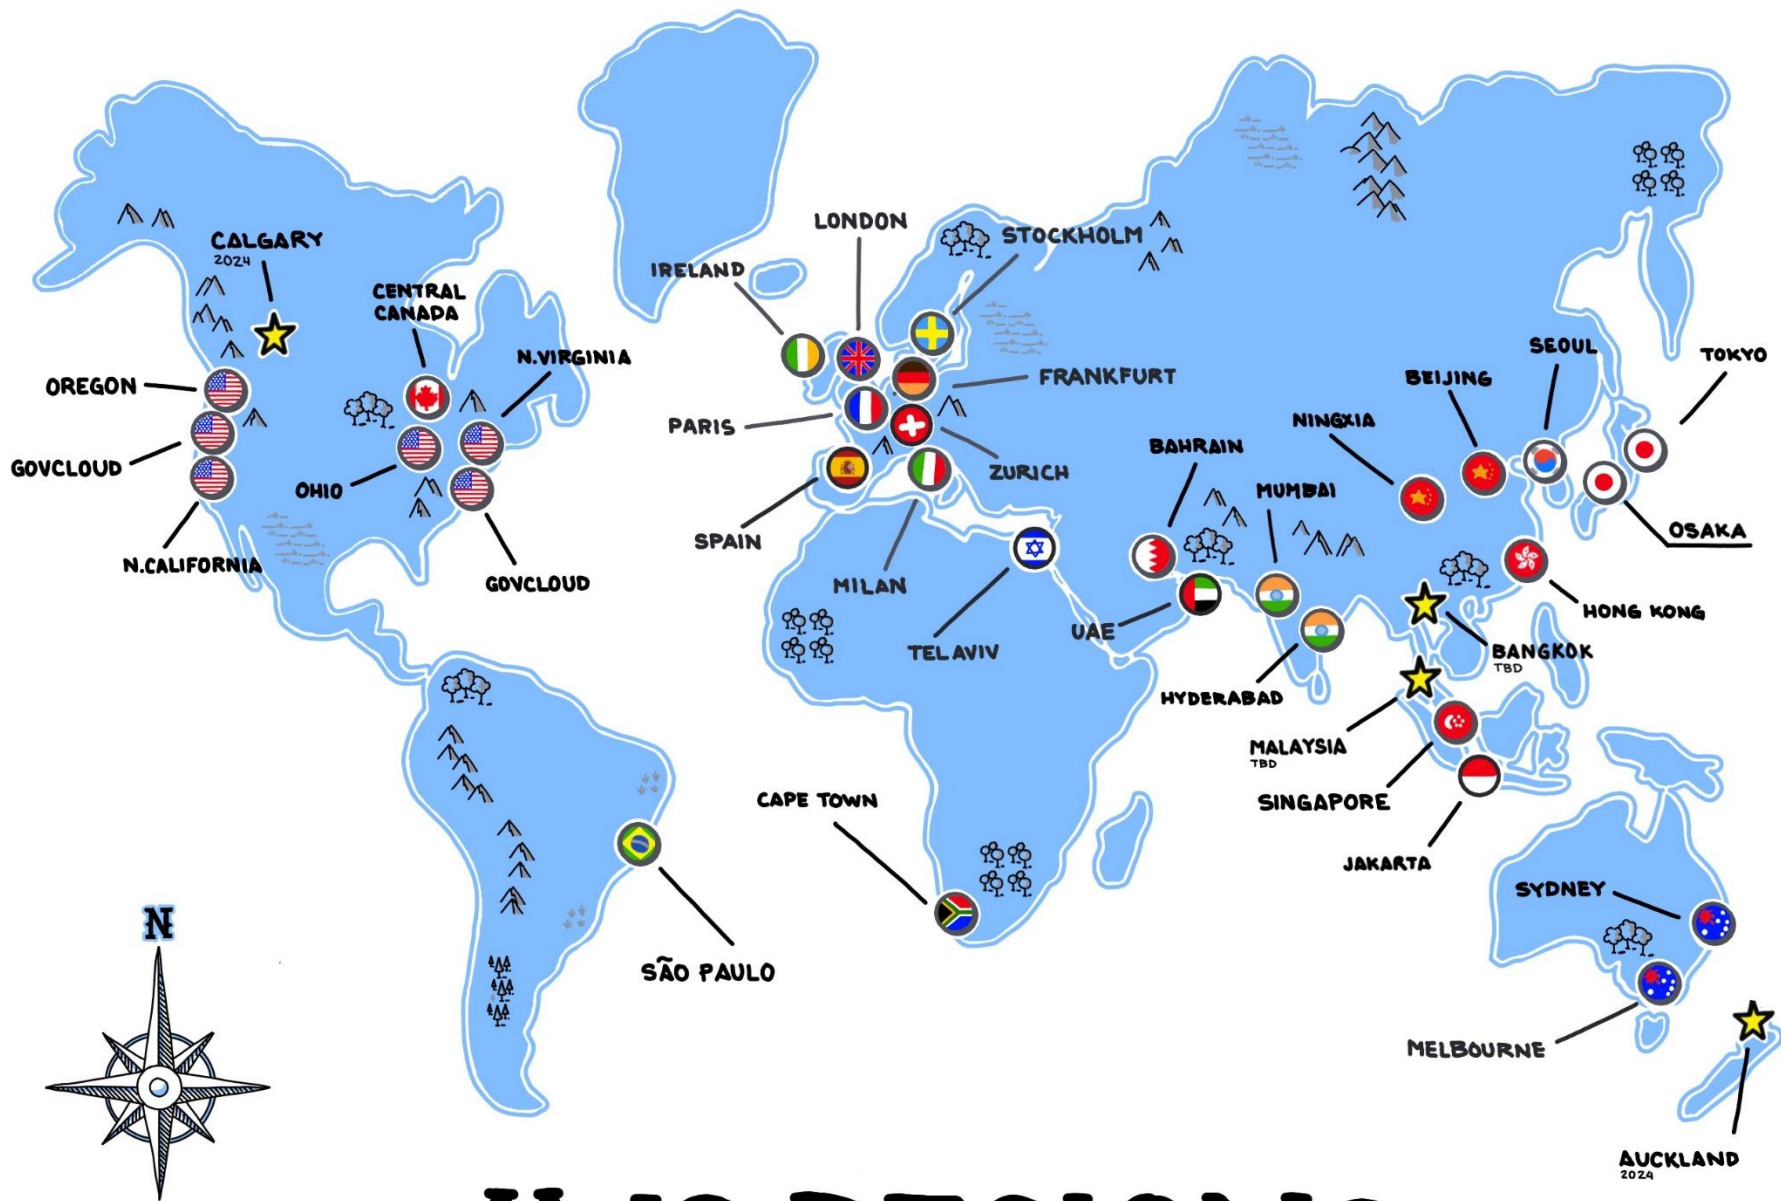 LONDON
STOCKHOLM
IRELAND
CALGARY
2024
CENTRAL
CANADA
N.VIRGINIA
SEOUL
TOKYO
OREGON
FRANKFURT
BEIJING
PARIS
NINGXIA
BAHRAIN
GOVCLOUD
ZURICH
OHIO
MUMBAI
SPAIN
OSAKA
N.CALIFORNIA
GOVCLOUD
MILAN
HONG KONG
UAE
TEL AVIV
BANGKOK
TBD
HYDERABAD
MALAYSIA
TBD
CAPE TOWN
SINGAPORE
JAKARTA
SYDNEY
N
SÃO PAULO
MELBOURNE
AUCKLAND
2024
REGIONS